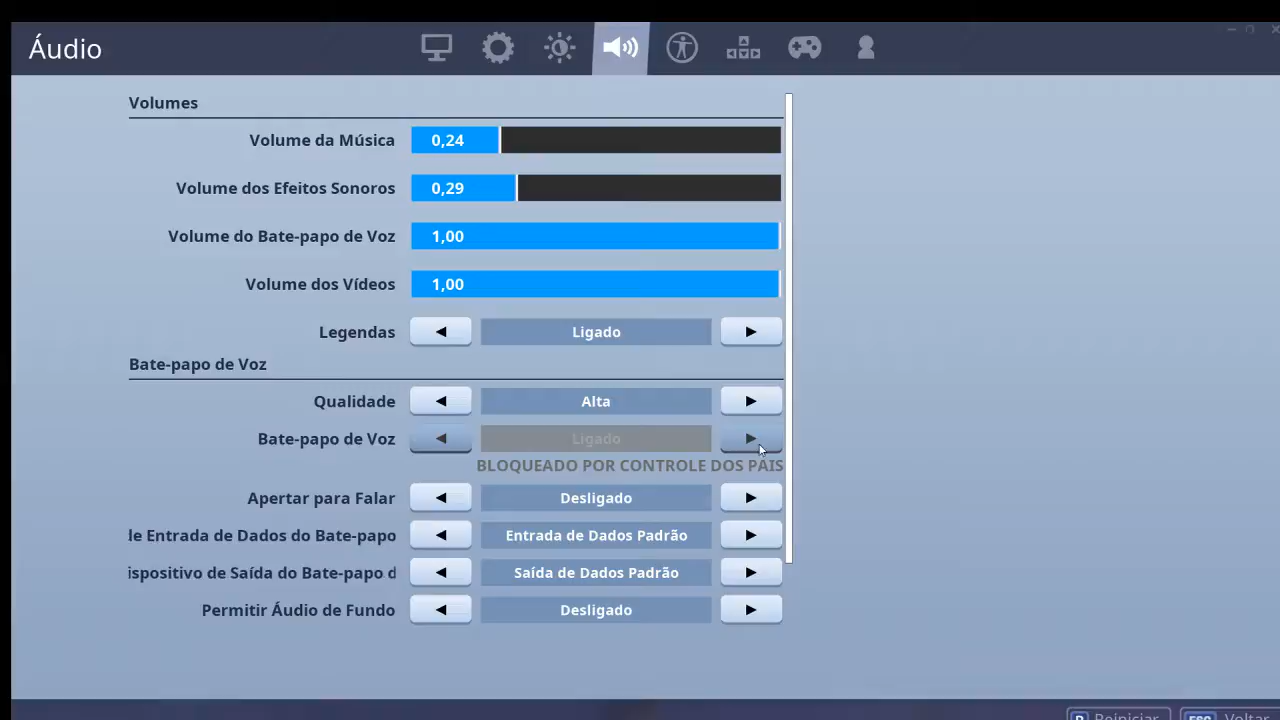 Áudio
Volumes
Volume da Música 0,24
Volume dos Efeitos Sonoros 0,29
Volume do Bate-papo de Voz 1,00
Volume dos Vídeos 1,00
Legendas Ligado
Bate-papo de Voz
Qualidade Alta
Bate-papo de Voz Ligado
BLOQUEADO POR CONTROLE DOS PAIS
Apertar para Falar Desligado
le Entrada de Dados do Bate-papo Entrada de Dados Padrão
ispositivo de Saída do Bate-papo d Saída de Dados Padrão
Permitir Áudio de Fundo Desligado
R Reiniciar ESC Voltar